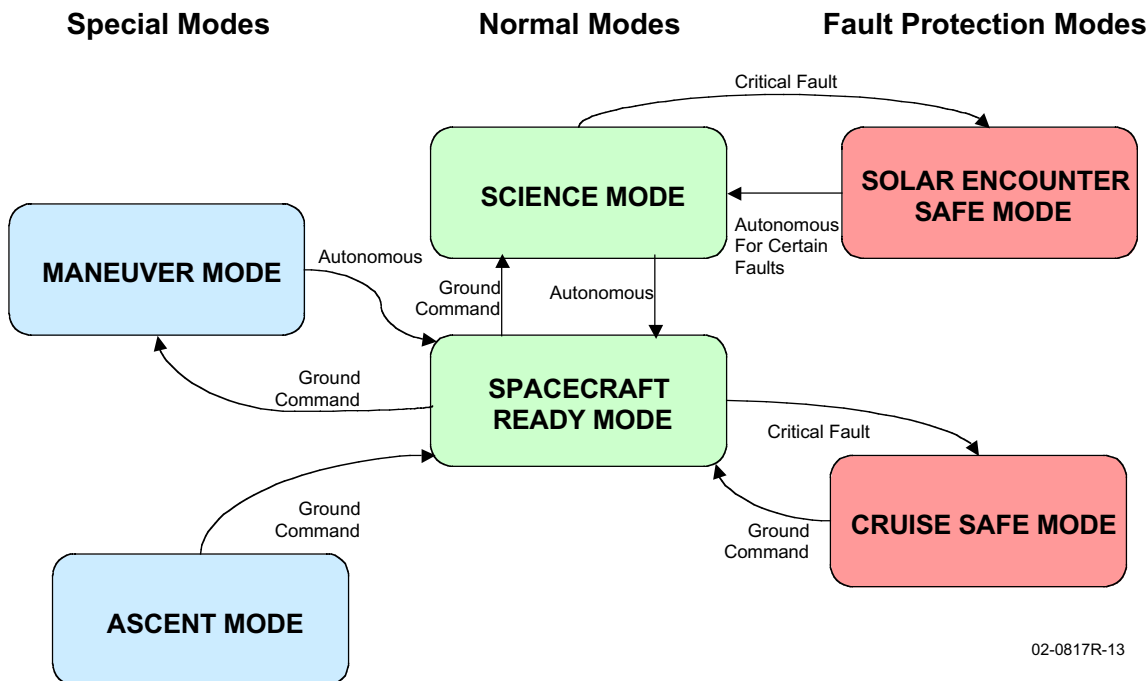 Special Modes
Normal Modes
Fault Protection Modes
Critical Fault
SCIENCE MODE
SOLAR ENCOUNTER
SAFE MODE
Autonomous
For Certain
Faults
MANEUVER MODE
Autonomous
Ground
Command
Autonomous
SPACECRAFT
READY MODE
Ground
Command
Critical Fault
CRUISE SAFE MODE
Ground
Command
Ground
Command
ASCENT MODE
02-0817R-13